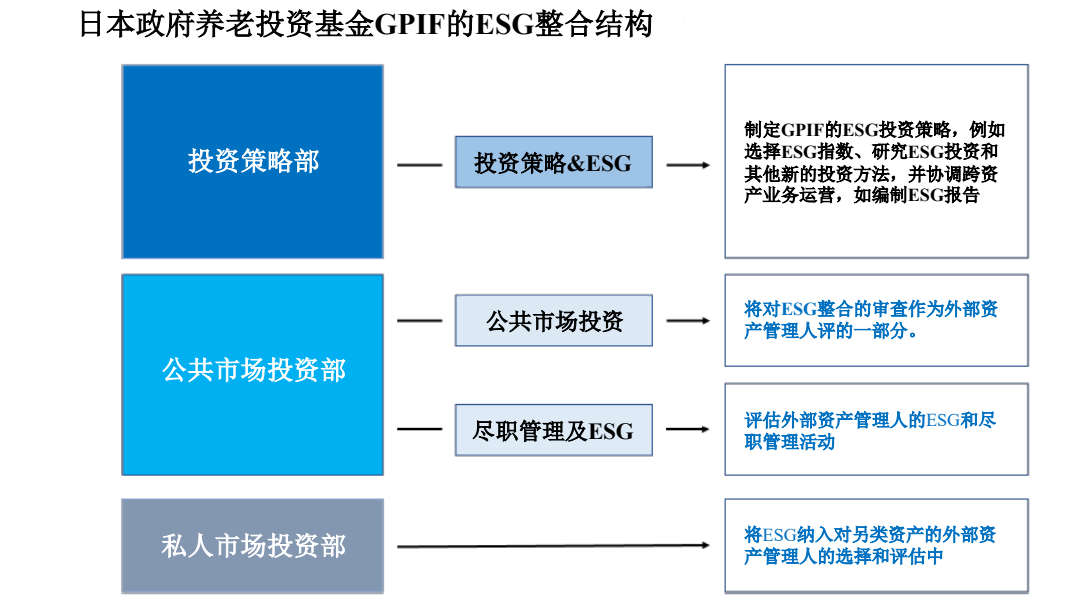 日本政府养老投资基金GPIF的ESG整合结构
投资策略部
投资策略&ESG
制定GPIF的ESG投资策略，例如
选择ESG指数、研究ESG投资和
其他新的投资方法，并协调跨资
产业务运营，如编制ESG报告
公共市场投资部
公共市场投资
将对ESG整合的审查作为外部资
产管理人评的一部分。
尽职管理及ESG
评估外部资产管理人的ESG和尽
职管理活动
私人市场投资部
将ESG纳入对另类资产的外部资
产管理人的选择和评估中